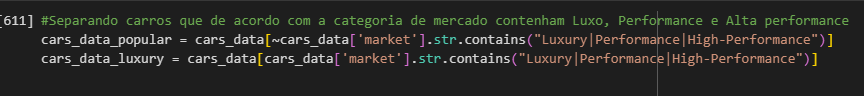 [611] #Separando carros que de acordo com a categoria de mercado contenham Luxo, Performance e Alta performance
cars_data_popular = cars_data[~cars_data['market'].str.contains("Luxury|Performance|High-Performance")]
cars_data_luxury = cars_data[cars_data['market'].str.contains("Luxury|Performance|High-Performance")]